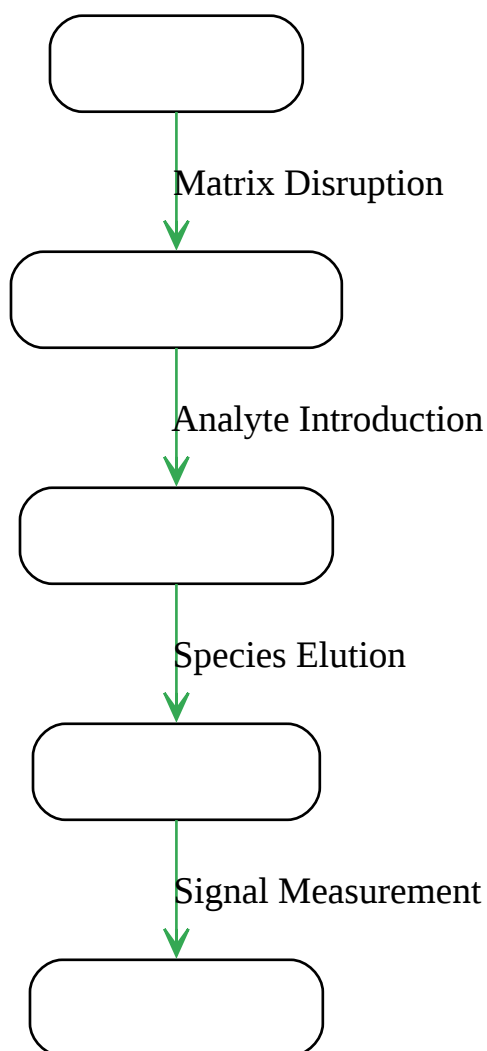 Matrix Disruption
Analyte Introduction
Species Elution
Signal Measurement